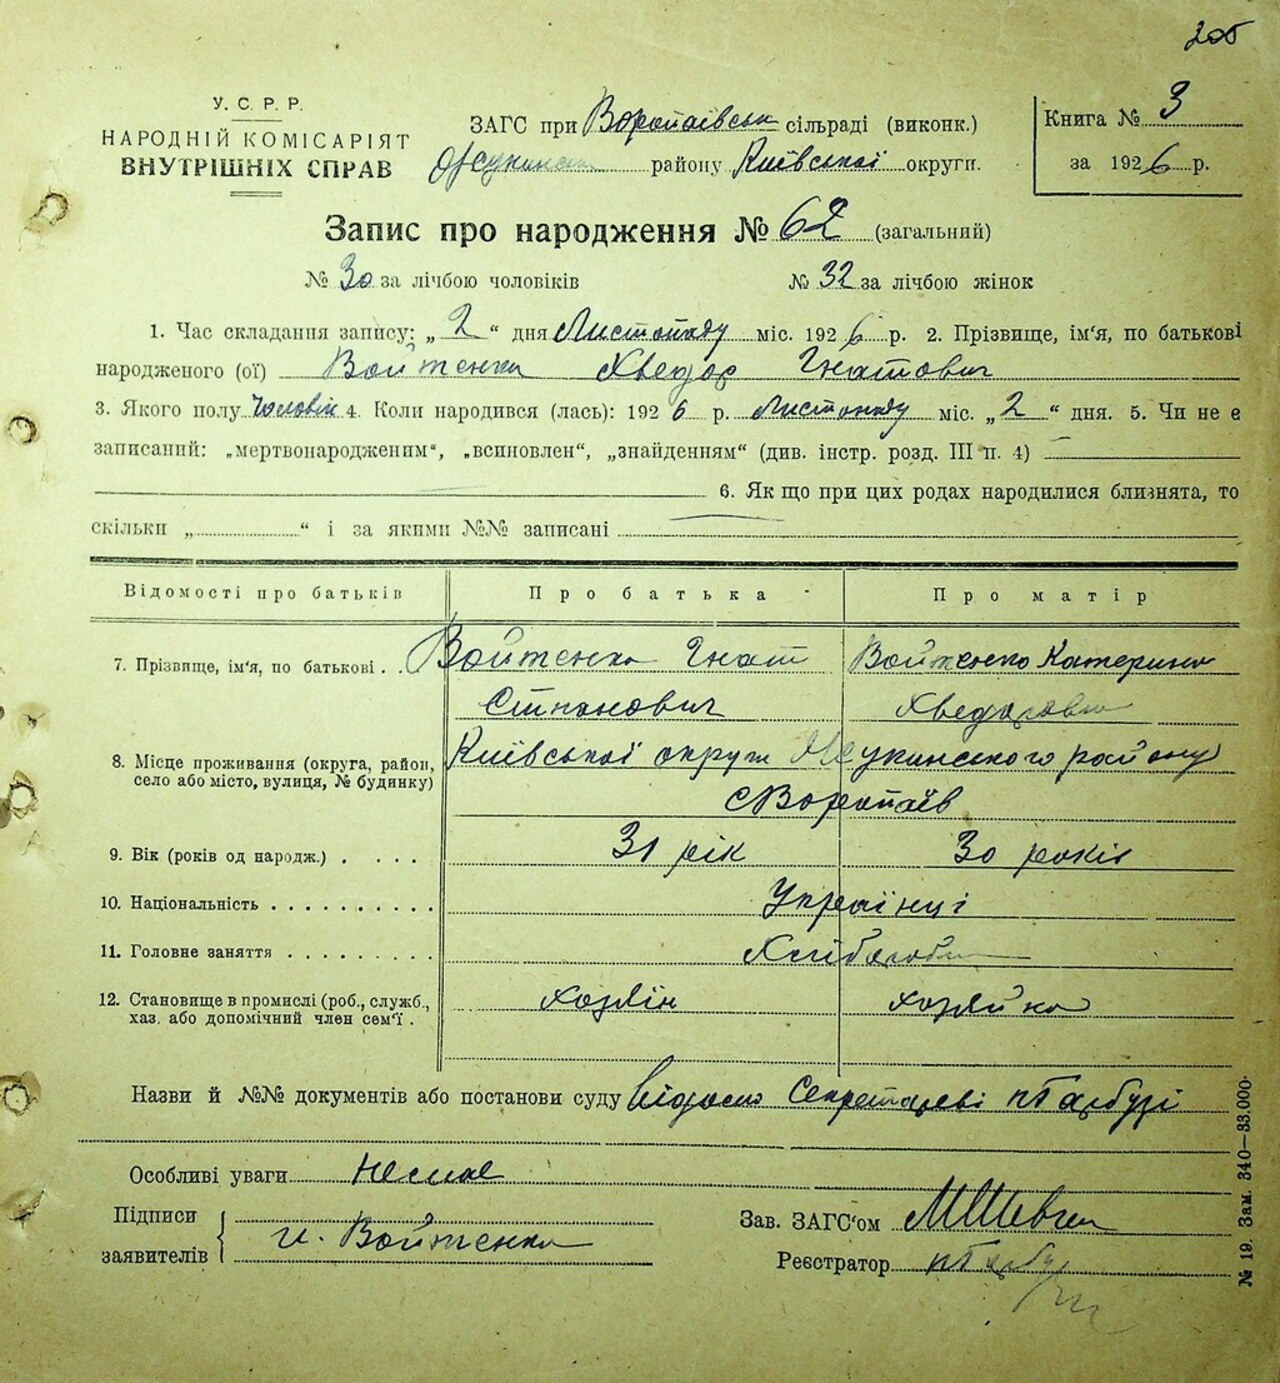 205
У. С. Р. Р.
НАРОДНІЙ КОМІСАРІЯТ
ВНУТРІШНІХ СПРАВ
ЗАГС при Воропаївськ сільраді (виконк.)
району Київської округи.
Книга № 3
за 1926 р.
Запис про народження № 62 (загальний)
№ 30 за лічбою чоловіків
№ 32 за лічбою жінок
1. Час складання запису: „ 2 “ дня Листопаду міс. 1926 р. 2. Прізвище, ім'я, по батькові
народженого (ої) Войтенко Хведор Гнатович
3. Якого полу чоловік 4. Коли народився (лась): 1926 р. Листопаду міс. „ 2 “ дня. 5. Чи не є
записаний: „мертвонародженим“, „всиновлен“, „знайденням“ (див. інстр. розд. III п. 4)
6. Як що при цих родах народилися близнята, то
скільки „ “ і за якими №№ записані
Відомості про батьків
Про батька
Про матір
7. Прізвище, ім'я, по батькові . . Войтенко Гнат Войтенко Катерина
Степанович
8. Місце проживання (округа, район, Київської округи Жукинського району
село або місто, вулиця, № будинку)
с Воропаїв
9. Вік (років од народж.) . . . . . 31 рік 30 років
10. Національність . . . . . . . . . . Українці
11. Головне заняття . . . . . . . . .
12. Становище в промислі (роб., служб., хозяїн хозяйка
хаз. або допомічний член сем'ї .
Назви й №№ документів або постанови суду відомо Секретареві
Особливі уваги немає
Підписи
заявителів
Войтенко
Зав. ЗАГС'ом
Реєстратор
№ 19. Зам. 340—33.000.